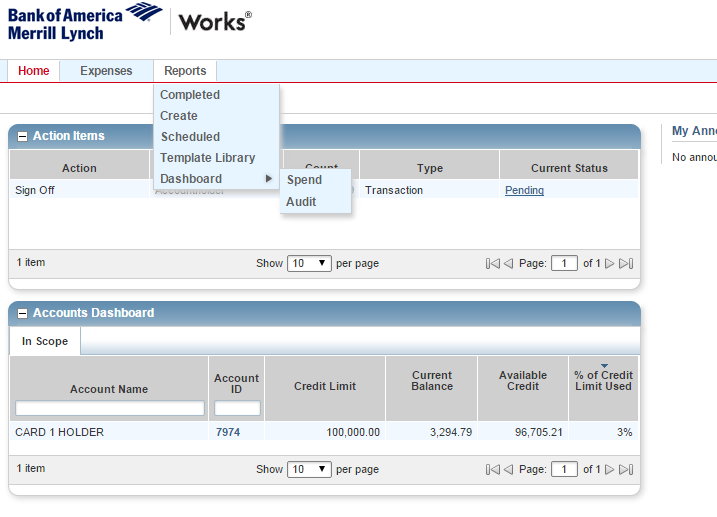 Bank of America
Merrill Lynch
Works®
Home Expenses Reports
Completed
Create
Scheduled
Template Library
Dashboard
Spend
Audit
Action Items
Action Count Type Current Status
Sign Off Accountholder Transaction Pending
1 item Show 10 per page Page: 1 of 1
My Anno
No annou
Accounts Dashboard
In Scope
Account Name Account ID Credit Limit Current Balance Available Credit % of Credit Limit Used
CARD 1 HOLDER 7974 100,000.00 3,294.79 96,705.21 3%
1 item Show 10 per page Page: 1 of 1